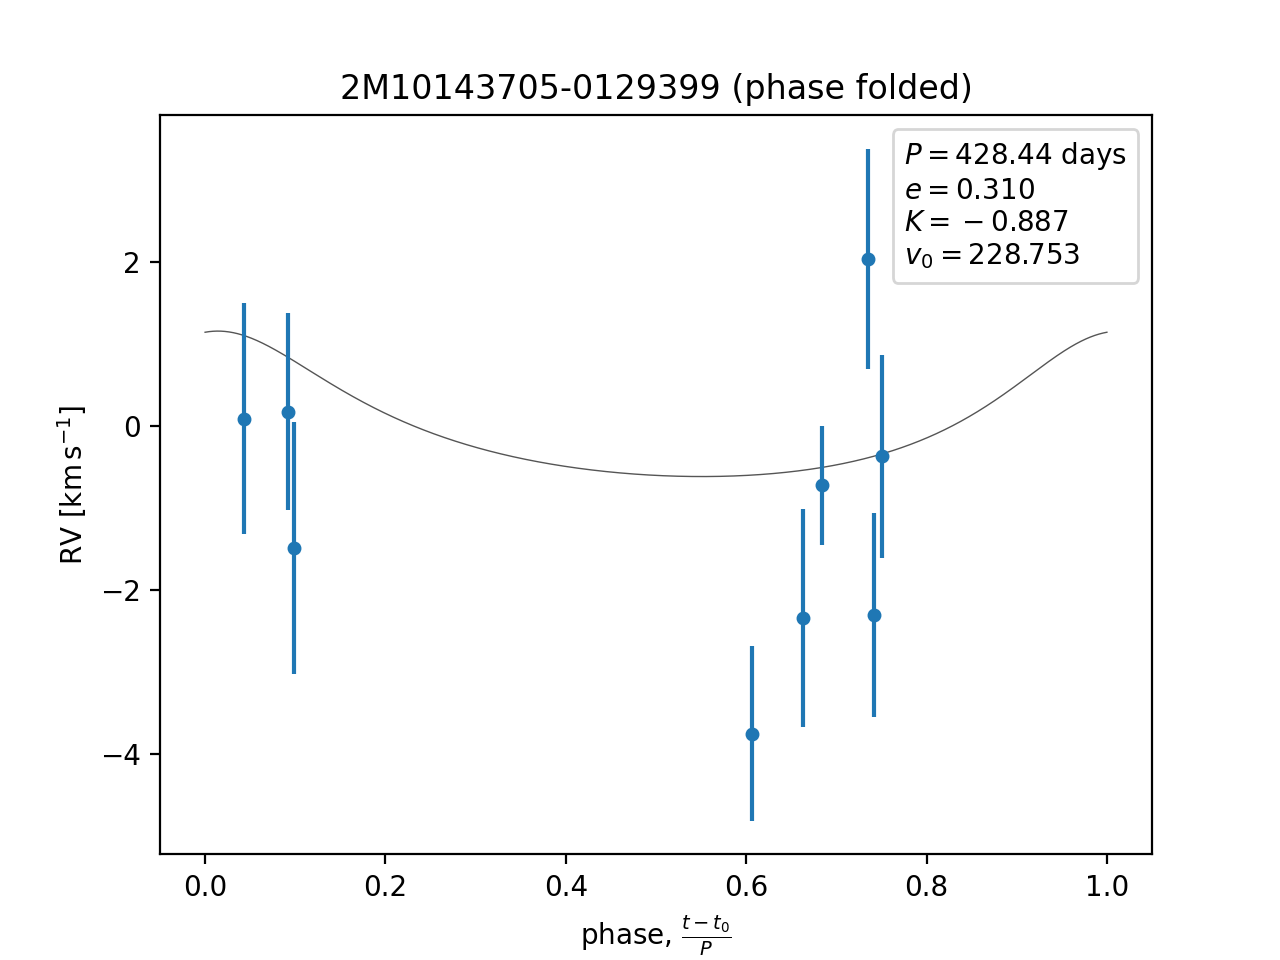 2M10143705-0129399 (phase folded)
P = 428.44 days
e = 0.310
K = −0.887
v₀ = 228.753
2
0
−2
−4
RV [km s⁻¹]
0.0 0.2 0.4 0.6 0.8 1.0
phase, (t − t₀)/P